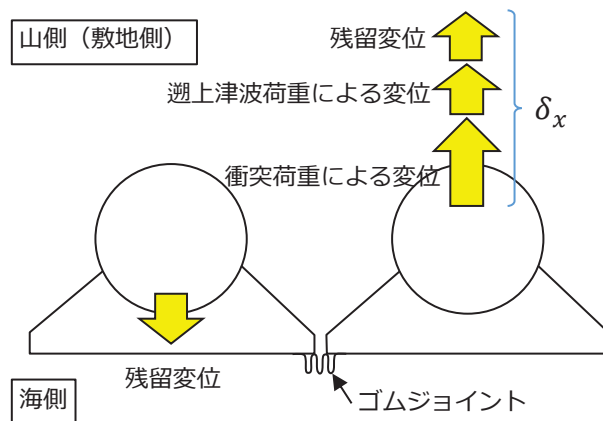 山側（敷地側）
残留変位
遡上津波荷重による変位
δx
衝突荷重による変位
残留変位
海側
ゴムジョイント